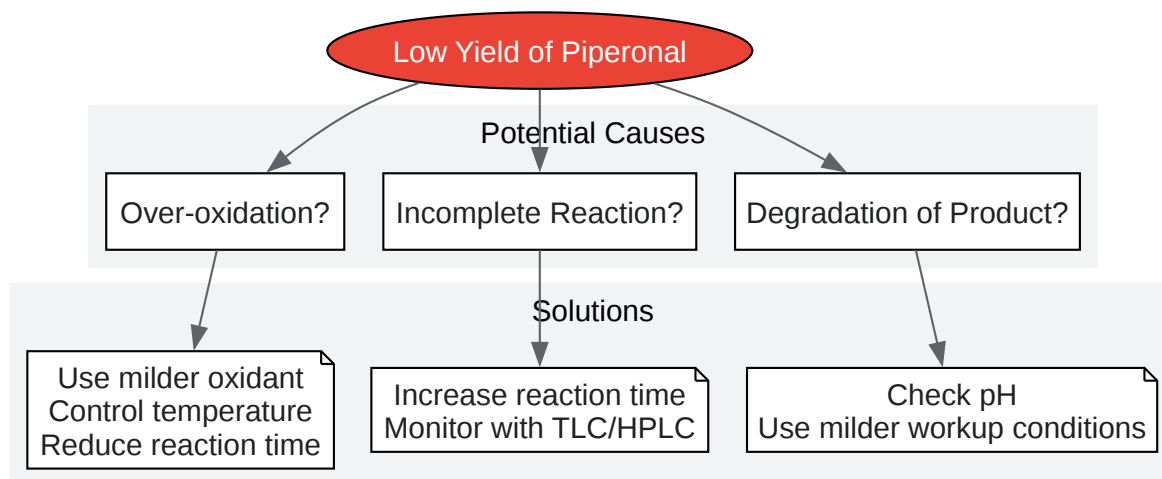 Low Yield of Piperonal
Potential Causes
Over-oxidation?
Incomplete Reaction?
Degradation of Product?
Solutions
Use milder oxidant
Control temperature
Reduce reaction time
Increase reaction time
Monitor with TLC/HPLC
Check pH
Use milder workup conditions